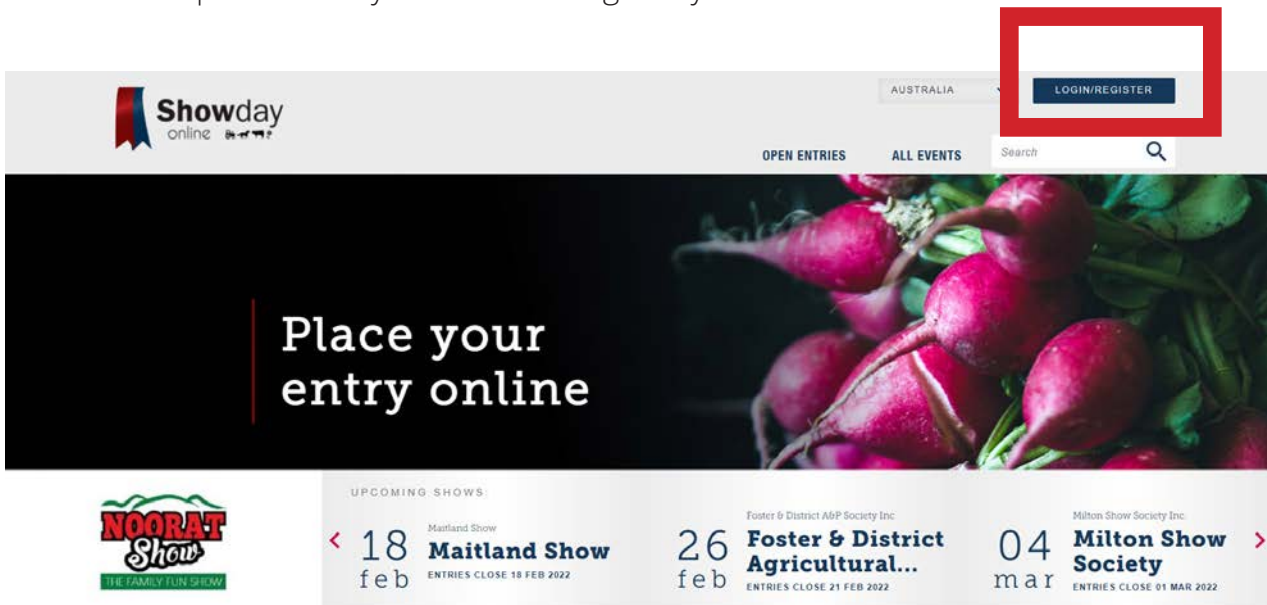 Showday
online
AUSTRALIA
LOGIN/REGISTER
OPEN ENTRIES
ALL EVENTS
Search
Place your
entry online
NOORAT
Show
THE FAMILY FUN SHOW
UPCOMING SHOWS
18
feb
Maitland Show
Maitland Show
ENTRIES CLOSE 18 FEB 2022
26
feb
Foster & District A&P Society Inc
Foster & District
Agricultural...
ENTRIES CLOSE 21 FEB 2022
04
mar
Milton Show Society Inc.
Milton Show
Society
ENTRIES CLOSE 01 MAR 2022